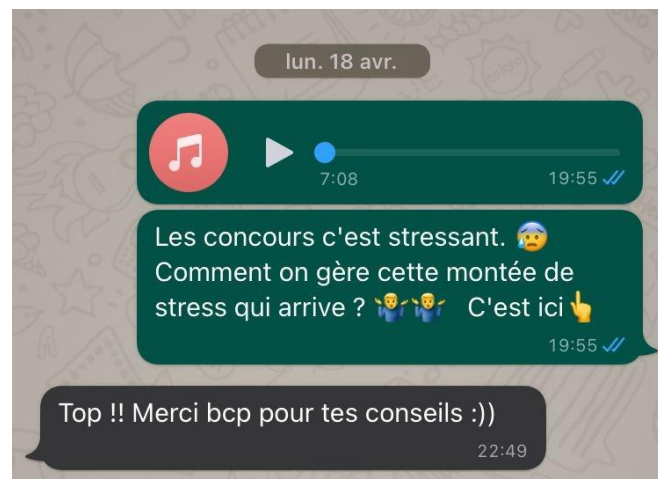 lun. 18 avr.
7:08
19:55
Les concours c'est stressant. 😰
Comment on gère cette montée de
stress qui arrive ? 🤷‍♂️🤷‍♂️ C'est ici👆
19:55
Top !! Merci bcp pour tes conseils :))
22:49